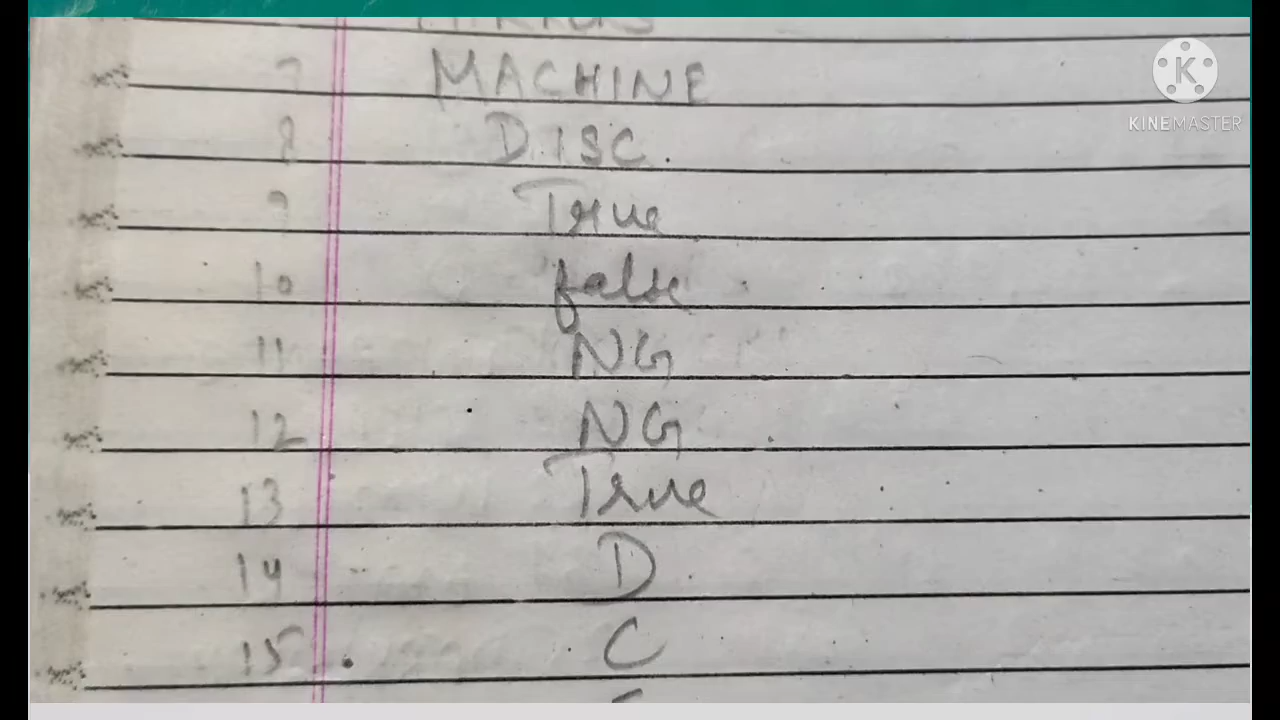 7 MACHINE
8 DISC.
9 True
10 false
11 NG
12 NG
13 True
14 D.
15. C
KINEMASTER